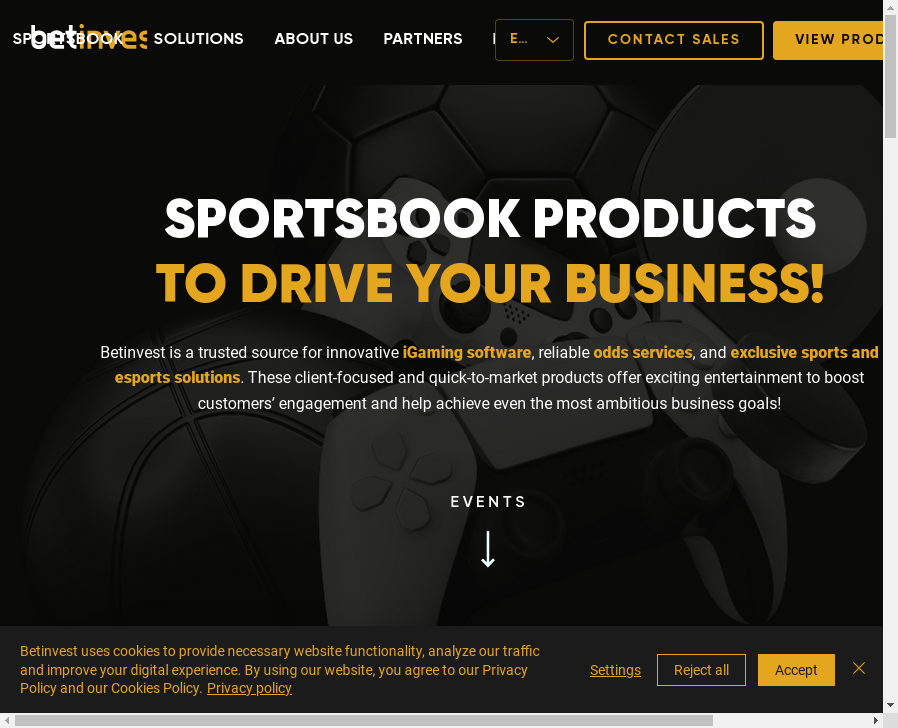 betinves
SPORTSBOOK SOLUTIONS ABOUT US PARTNERS
E...
CONTACT SALES
VIEW PROD
SPORTSBOOK PRODUCTS
TO DRIVE YOUR BUSINESS!
Betinvest is a trusted source for innovative iGaming software, reliable odds services, and exclusive sports and
esports solutions. These client-focused and quick-to-market products offer exciting entertainment to boost
customers’ engagement and help achieve even the most ambitious business goals!
EVENTS
Betinvest uses cookies to provide necessary website functionality, analyze our traffic
and improve your digital experience. By using our website, you agree to our Privacy
Policy and our Cookies Policy. Privacy policy
Settings
Reject all
Accept